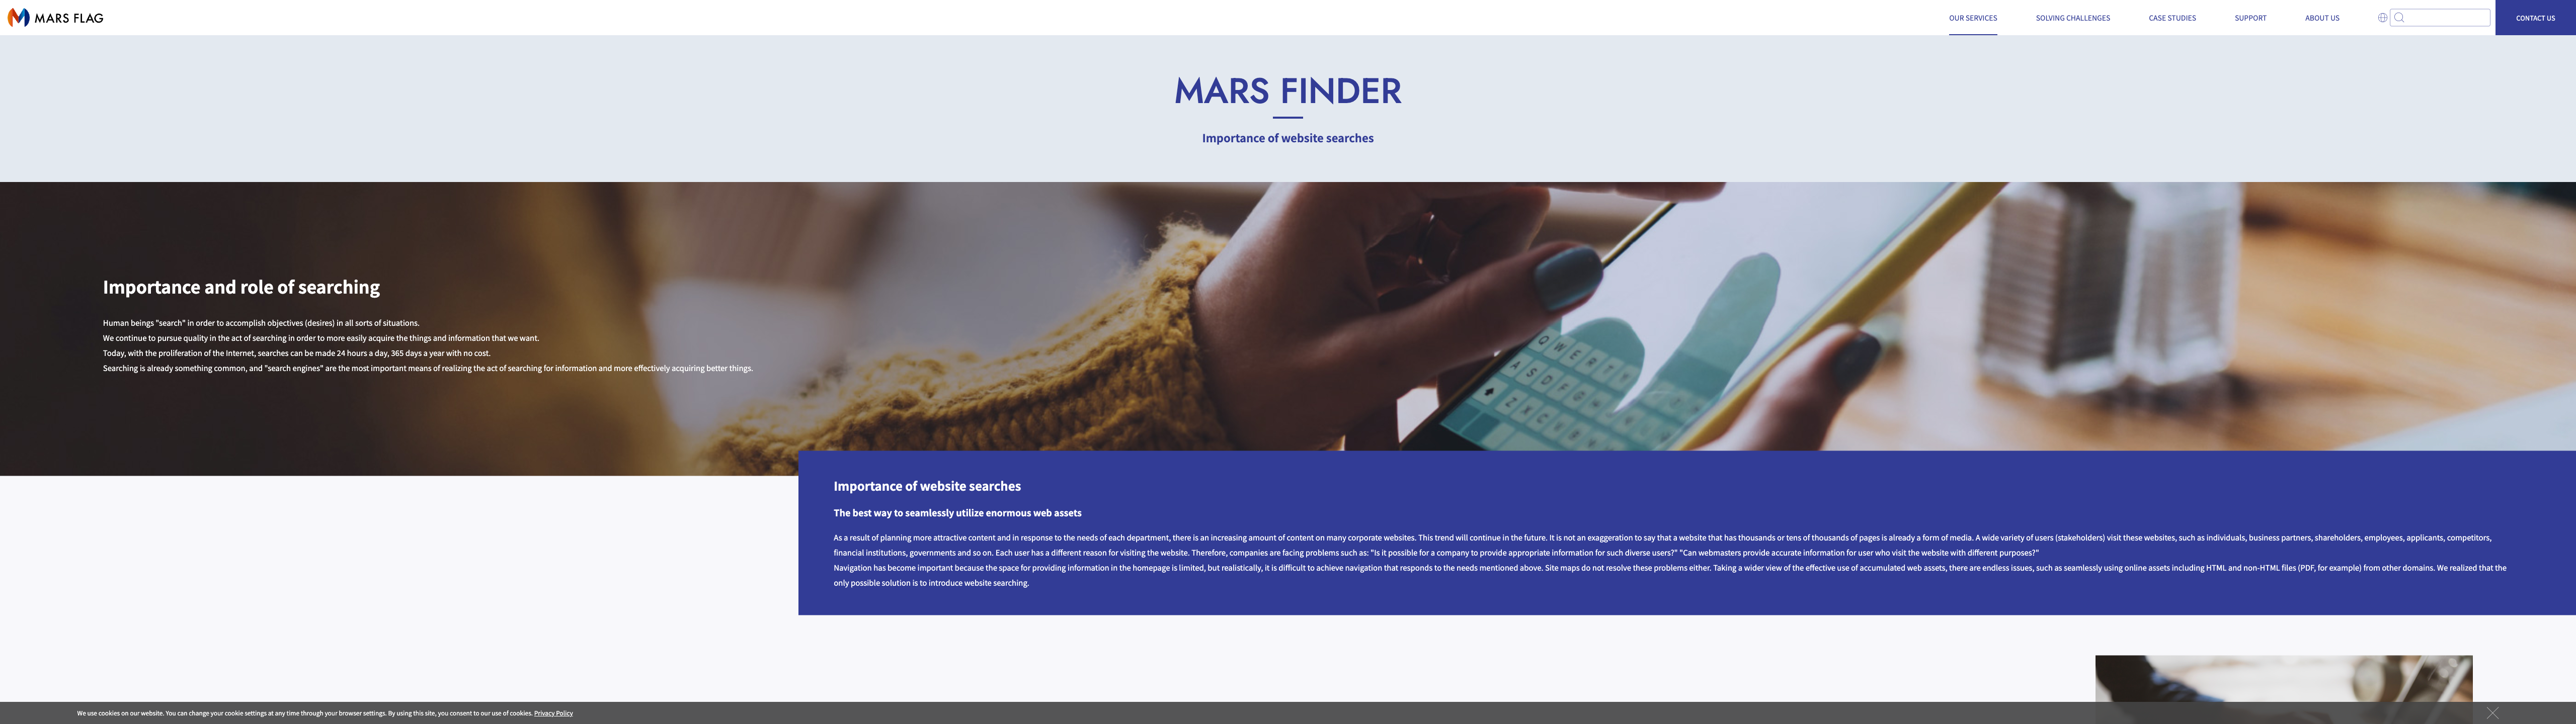 MARS FLAG
OUR SERVICES
SOLVING CHALLENGES
CASE STUDIES
SUPPORT
ABOUT US
CONTACT US
MARS FINDER
Importance of website searches
Importance and role of searching
Human beings "search" in order to accomplish objectives (desires) in all sorts of situations.
We continue to pursue quality in the act of searching in order to more easily acquire the things and information that we want.
Today, with the proliferation of the Internet, searches can be made 24 hours a day, 365 days a year with no cost.
Searching is already something common, and "search engines" are the most important means of realizing the act of searching for information and more effectively acquiring better things.
QWERTY
ASDFG
ZX
Importance of website searches
The best way to seamlessly utilize enormous web assets
As a result of planning more attractive content and in response to the needs of each department, there is an increasing amount of content on many corporate websites. This trend will continue in the future. It is not an exaggeration to say that a website that has thousands or tens of thousands of pages is already a form of media. A wide variety of users (stakeholders) visit these websites, such as individuals, business partners, shareholders, employees, applicants, competitors,
financial institutions, governments and so on. Each user has a different reason for visiting the website. Therefore, companies are facing problems such as: "Is it possible for a company to provide appropriate information for such diverse users?" "Can webmasters provide accurate information for user who visit the website with different purposes?"
Navigation has become important because the space for providing information in the homepage is limited, but realistically, it is difficult to achieve navigation that responds to the needs mentioned above. Site maps do not resolve these problems either. Taking a wider view of the effective use of accumulated web assets, there are endless issues, such as seamlessly using online assets including HTML and non-HTML files (PDF, for example) from other domains. We realized that the
only possible solution is to introduce website searching.
We use cookies on our website. You can change your cookie settings at any time through your browser settings. By using this site, you consent to our use of cookies. Privacy Policy